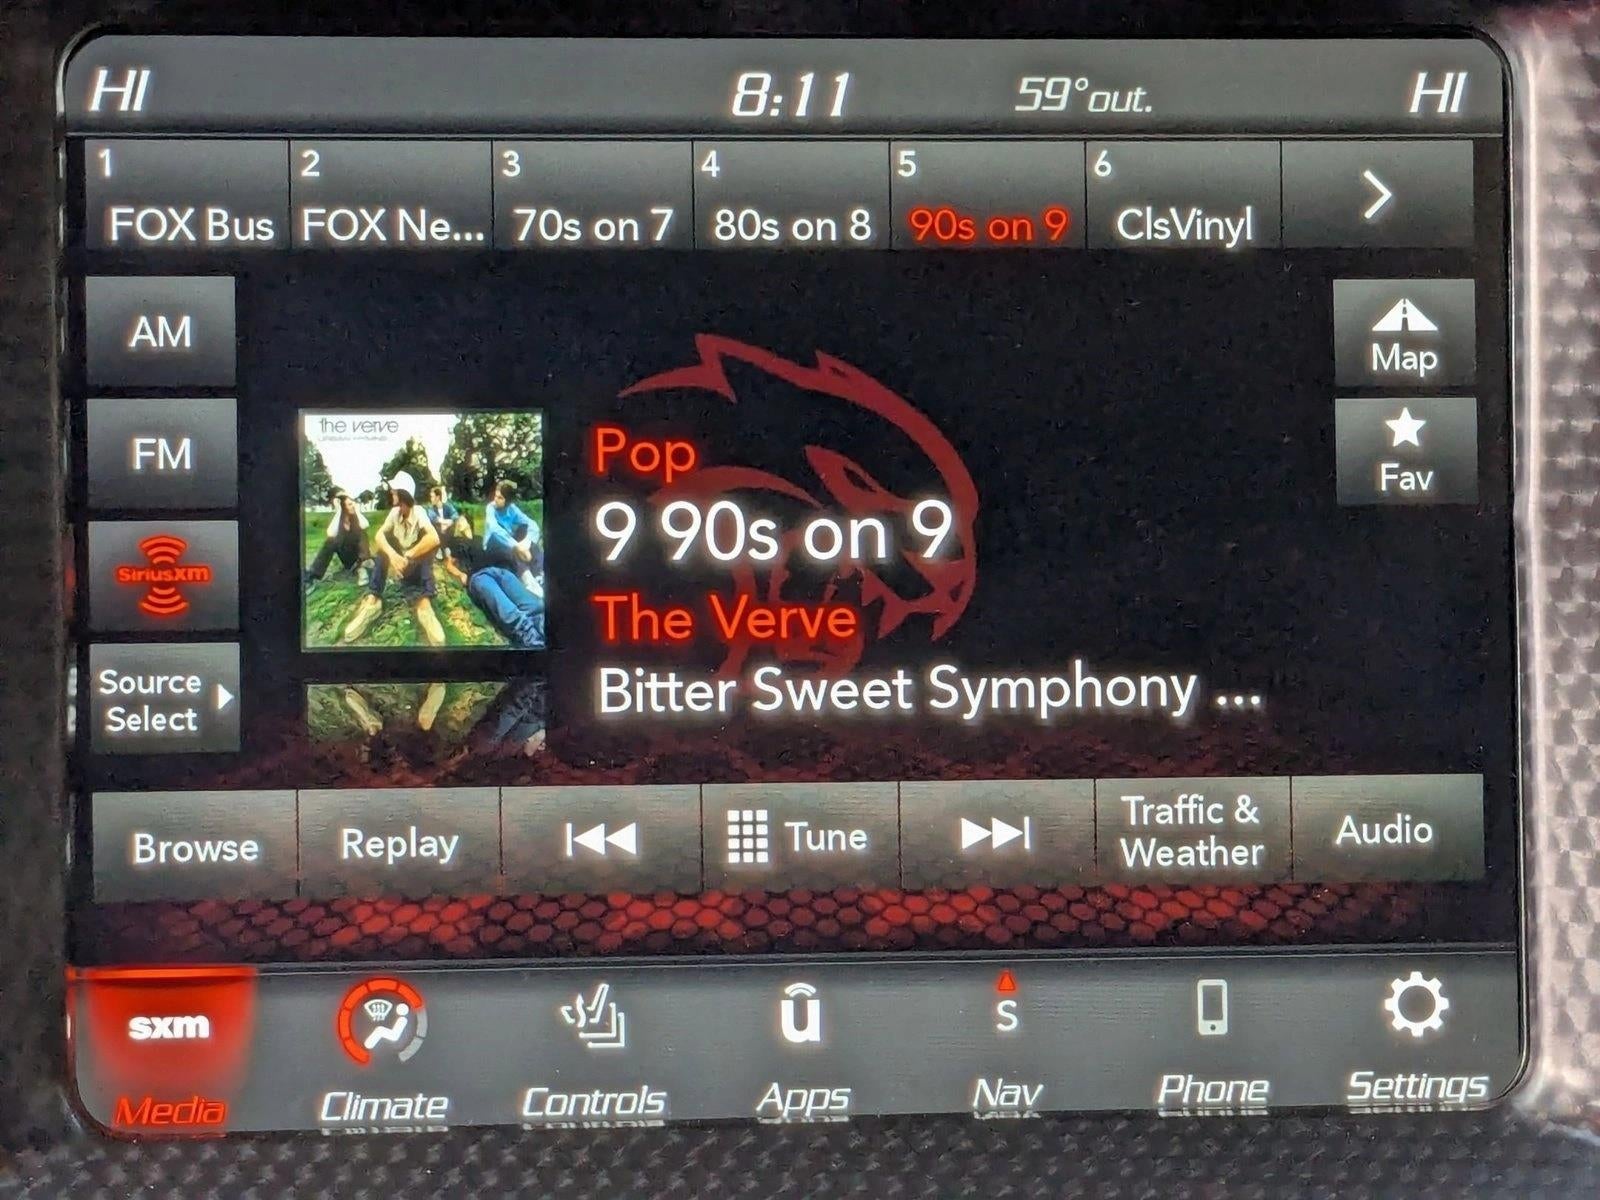 HI 8:11 59°out. HI
1 2 3 4 5 6
FOX Bus FOX Ne... 70s on 7 80s on 8 90s on 9 ClsVinyl
AM
FM
SiriusXM
Source
Select
the verve
Pop
9 90s on 9
The Verve
Bitter Sweet Symphony ...
Map
Fav
Browse Replay Tune Traffic &
Weather Audio
sxm u S
Media Climate Controls Apps Nav Phone Settings